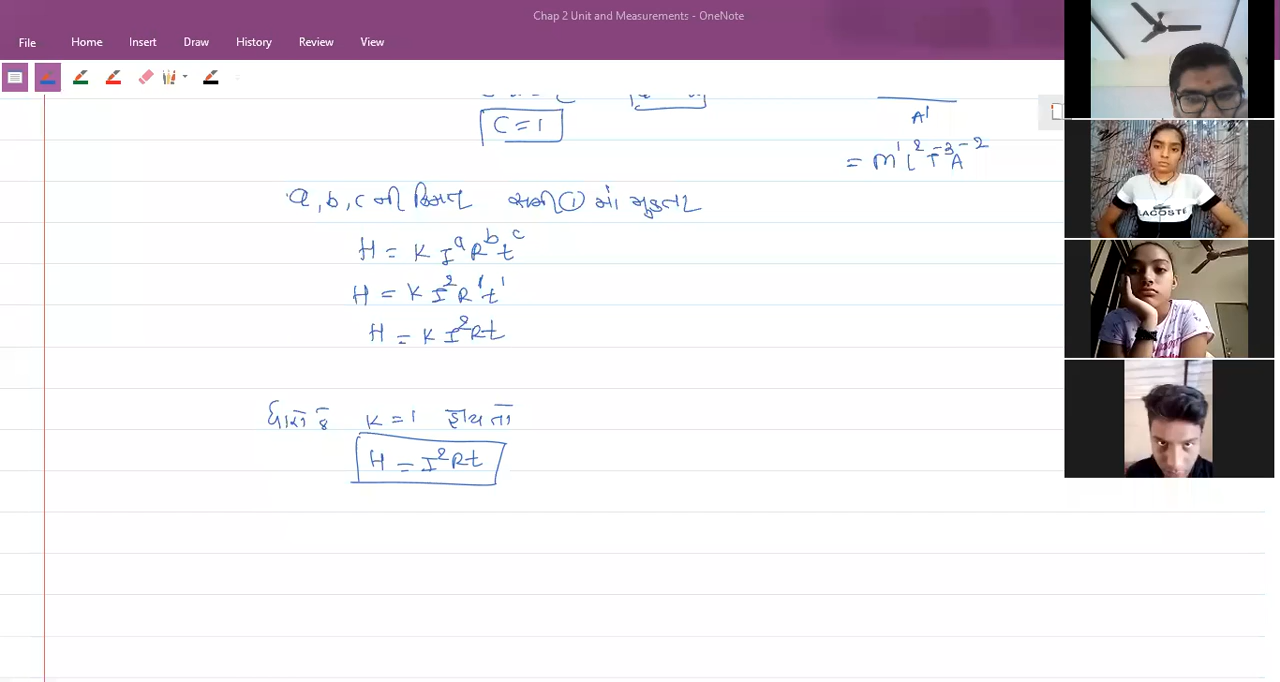 Chap 2 Unit and Measurements - OneNote
File Home Insert Draw History Review View
C = 1
A¹
= M¹ L² T⁻³ A⁻²
a, b, c ની કિંમત સમી ① માં મુકતાં
H = K Iᵃ Rᵇ tᶜ
H = K I² R¹ t¹
H = K I² R t
ધારો કે K = 1 હોય તો
H = I² R t
LACOSTE